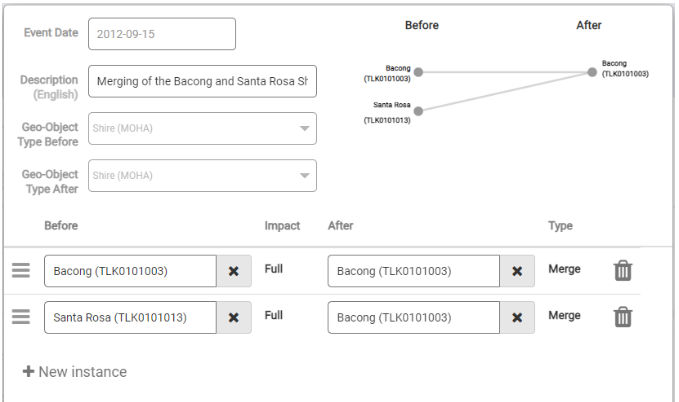 Event Date
2012-09-15
Description
(English)
Merging of the Bacong and Santa Rosa Sh
Geo-Object
Type Before
Shire (MOHA)
Geo-Object
Type After
Shire (MOHA)
Before After
Bacong
(TLK0101003)
Bacong
(TLK0101003)
Santa Rosa
(TLK0101013)
Before Impact After Type
Bacong (TLK0101003) Full Bacong (TLK0101003) Merge
Santa Rosa (TLK0101013) Full Bacong (TLK0101003) Merge
+ New instance